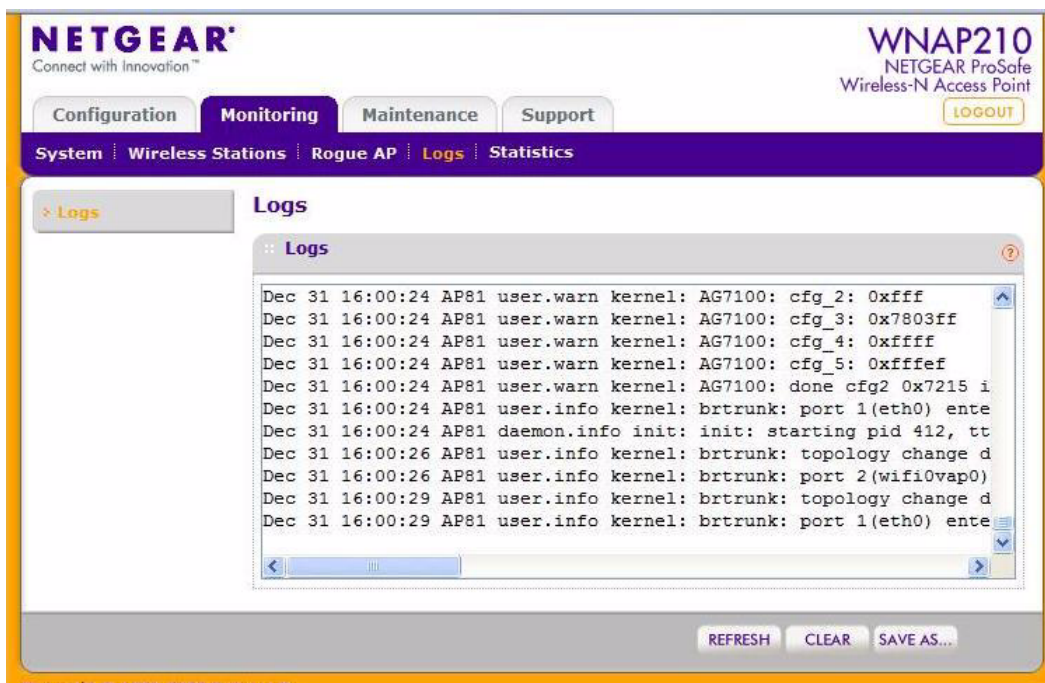 NETGEAR®
Connect with Innovation™
WNAP210
NETGEAR ProSafe
Wireless-N Access Point
LOGOUT
Configuration Monitoring Maintenance Support
System Wireless Stations Rogue AP Logs Statistics
Logs
Logs
Logs
?
Dec 31 16:00:24 AP81 user.warn kernel: AG7100: cfg_2: 0xfff
Dec 31 16:00:24 AP81 user.warn kernel: AG7100: cfg_3: 0x7803ff
Dec 31 16:00:24 AP81 user.warn kernel: AG7100: cfg_4: 0xffff
Dec 31 16:00:24 AP81 user.warn kernel: AG7100: cfg_5: 0xfffef
Dec 31 16:00:24 AP81 user.warn kernel: AG7100: done cfg2 0x7215 i
Dec 31 16:00:24 AP81 user.info kernel: brtrunk: port 1(eth0) ente
Dec 31 16:00:24 AP81 daemon.info init: init: starting pid 412, tt
Dec 31 16:00:26 AP81 user.info kernel: brtrunk: topology change d
Dec 31 16:00:26 AP81 user.info kernel: brtrunk: port 2(wifi0vap0)
Dec 31 16:00:29 AP81 user.info kernel: brtrunk: topology change d
Dec 31 16:00:29 AP81 user.info kernel: brtrunk: port 1(eth0) ente
REFRESH CLEAR SAVE AS...